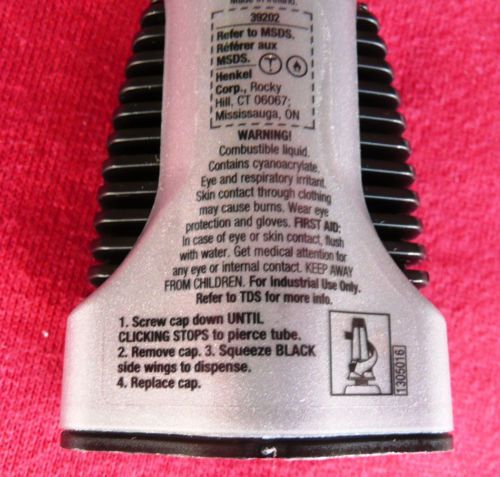 Made in Ireland.
39202
Refer to MSDS.
Référer aux
MSDS.
Henkel
Corp., Rocky
Hill, CT 06067;
Mississauga, ON
WARNING!
Combustible liquid.
Contains cyanoacrylate.
Eye and respiratory irritant.
Skin contact through clothing
may cause burns. Wear eye
protection and gloves. FIRST AID:
In case of eye or skin contact, flush
with water. Get medical attention for
any eye or internal contact. KEEP AWAY
FROM CHILDREN. For Industrial Use Only.
Refer to TDS for more info.
1. Screw cap down UNTIL
CLICKING STOPS to pierce tube.
2. Remove cap. 3. Squeeze BLACK
side wings to dispense.
4. Replace cap.
1305016